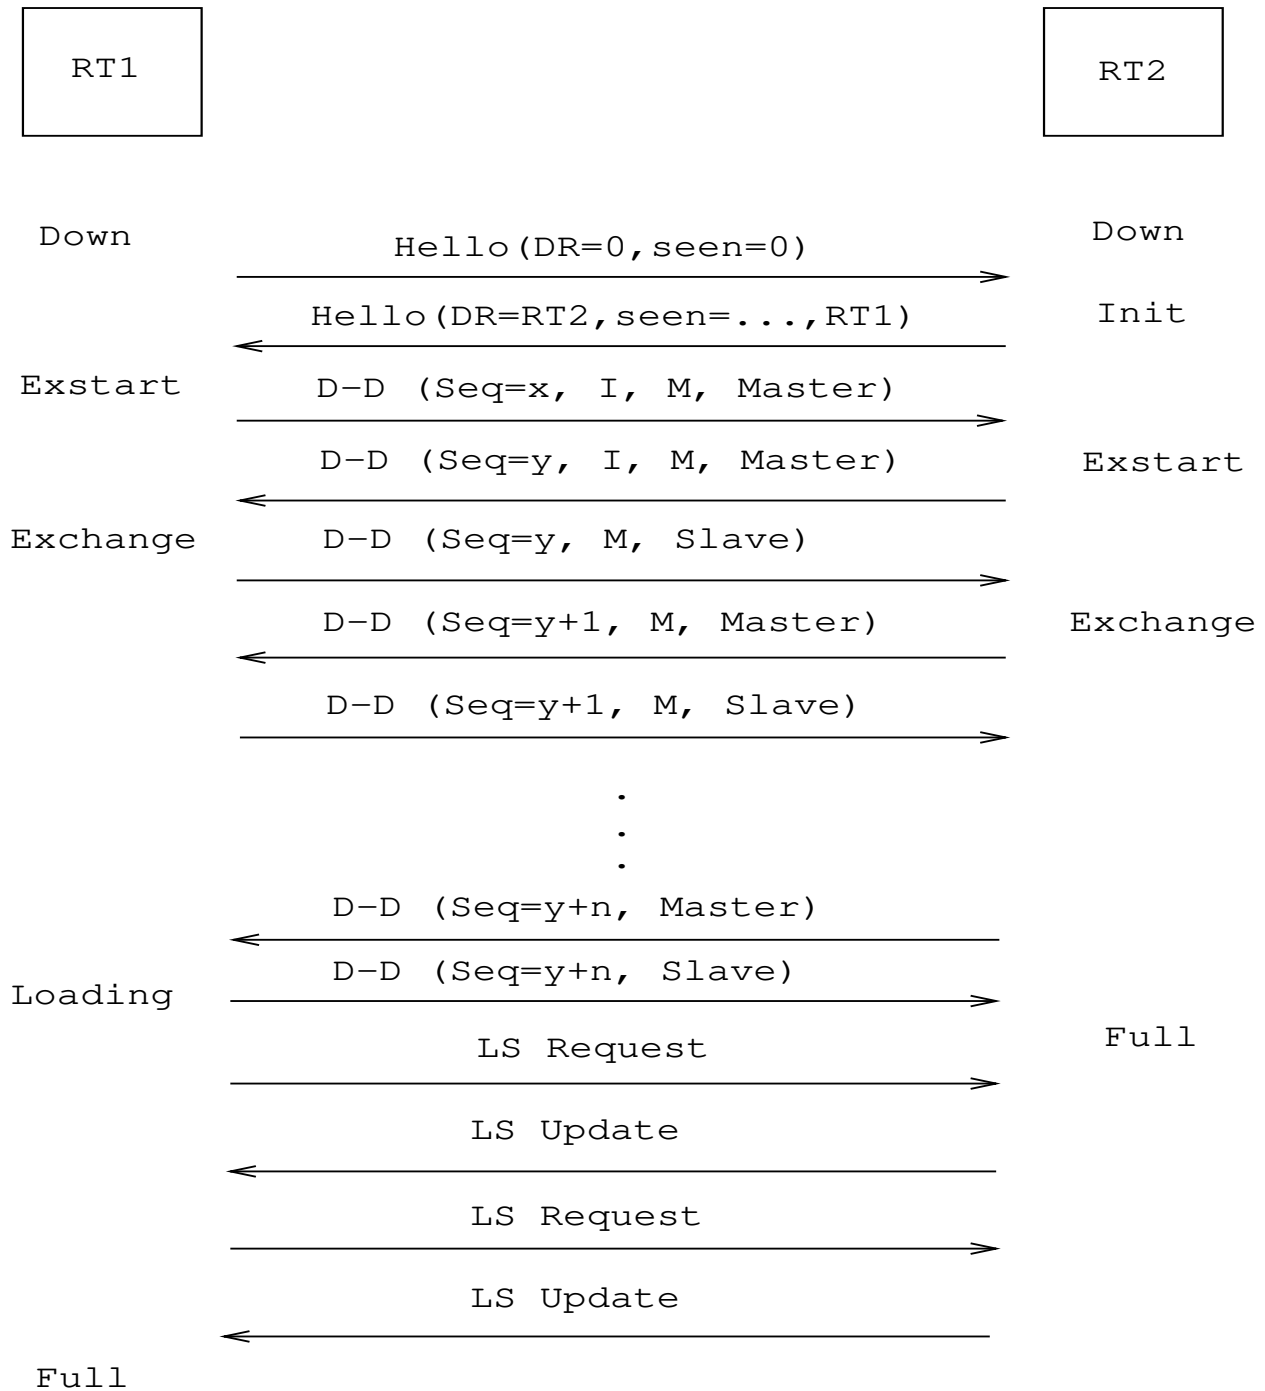 RT1
RT2
Down
Down
Hello(DR=0,seen=0)
Init
Hello(DR=RT2,seen=...,RT1)
Exstart
D-D (Seq=x, I, M, Master)
D-D (Seq=y, I, M, Master)
Exstart
Exchange
D-D (Seq=y, M, Slave)
D-D (Seq=y+1, M, Master)
Exchange
D-D (Seq=y+1, M, Slave)
.
.
.
D-D (Seq=y+n, Master)
D-D (Seq=y+n, Slave)
Loading
Full
LS Request
LS Update
LS Request
LS Update
Full